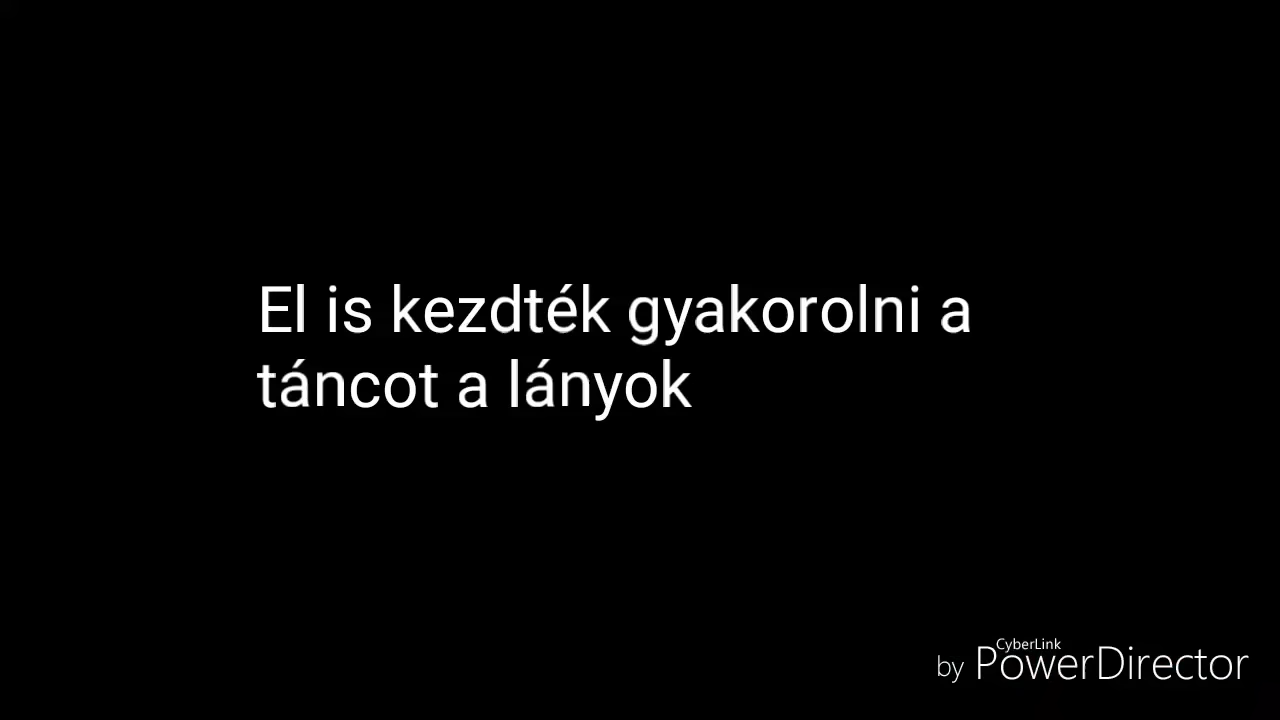 El is kezdték gyakorolni a
táncot a lányok
CyberLink
by PowerDirector